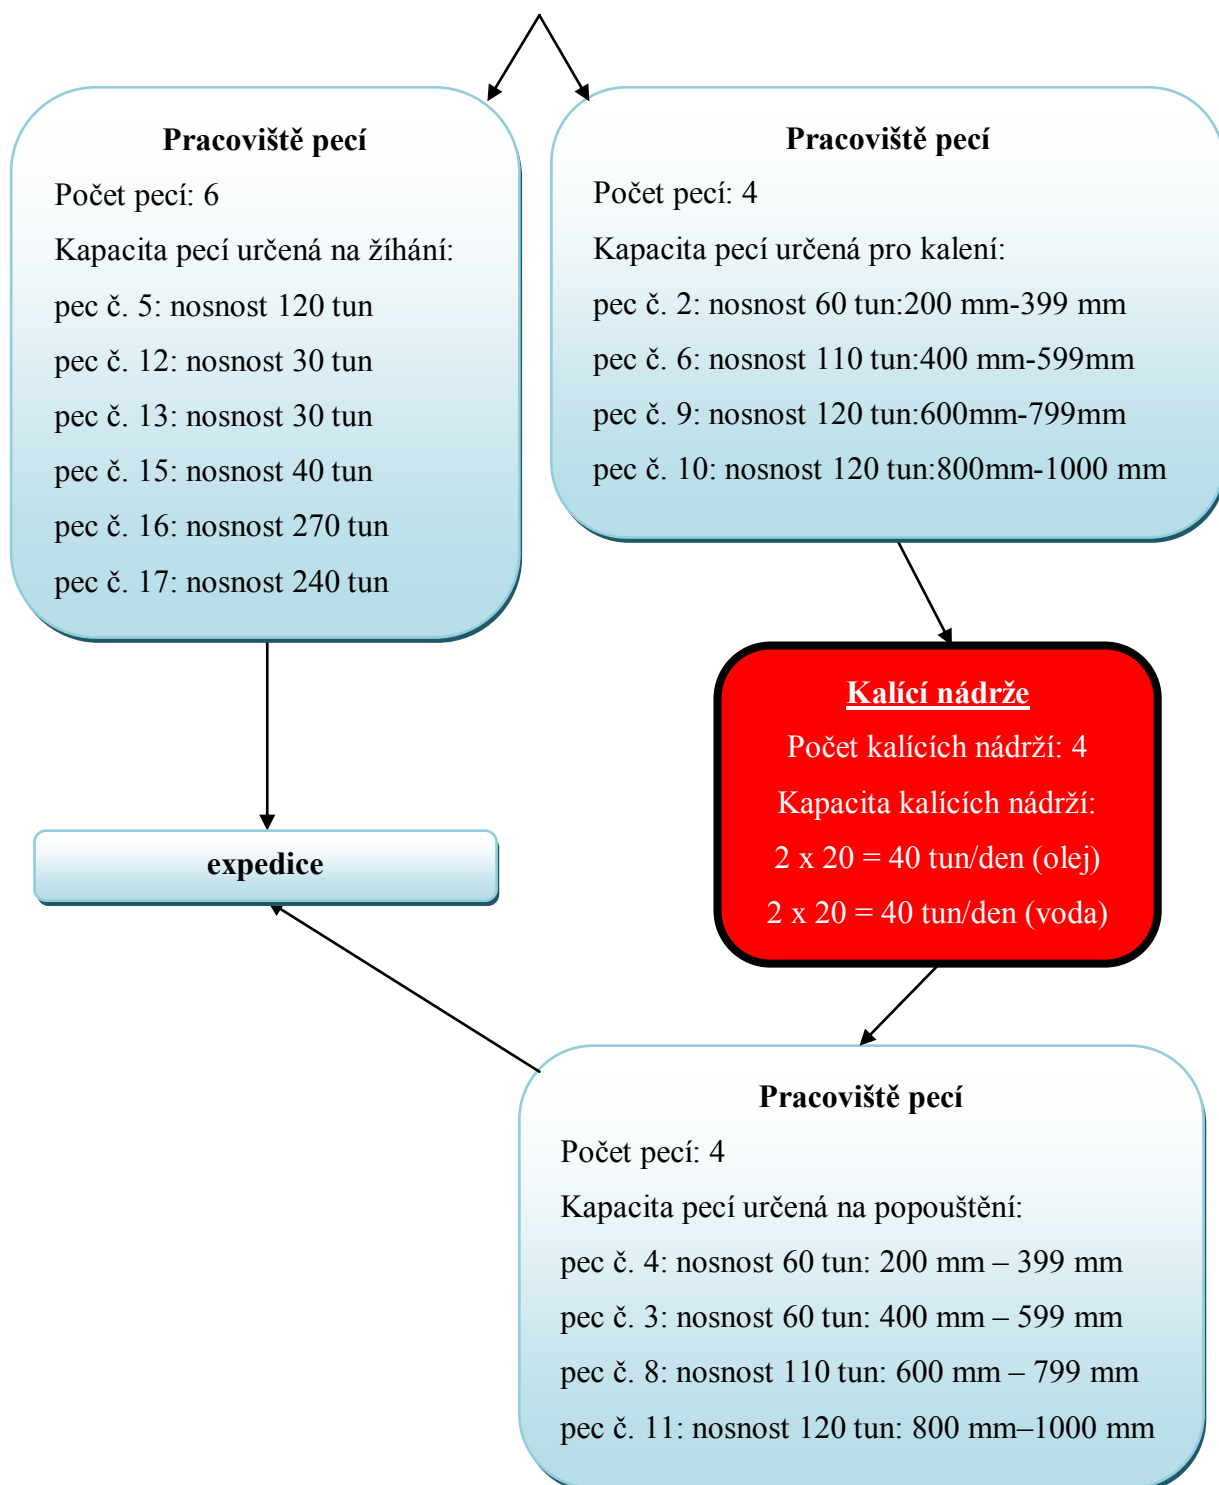 Pracoviště pecí
Počet pecí: 6
Kapacita pecí určená na žíhání:
pec č. 5: nosnost 120 tun
pec č. 12: nosnost 30 tun
pec č. 13: nosnost 30 tun
pec č. 15: nosnost 40 tun
pec č. 16: nosnost 270 tun
pec č. 17: nosnost 240 tun
Pracoviště pecí
Počet pecí: 4
Kapacita pecí určená pro kalení:
pec č. 2: nosnost 60 tun:200 mm-399 mm
pec č. 6: nosnost 110 tun:400 mm-599mm
pec č. 9: nosnost 120 tun:600mm-799mm
pec č. 10: nosnost 120 tun:800mm-1000 mm
Kalící nádrže
Počet kalících nádrží: 4
Kapacita kalících nádrží:
2 x 20 = 40 tun/den (olej)
2 x 20 = 40 tun/den (voda)
expedice
Pracoviště pecí
Počet pecí: 4
Kapacita pecí určená na popouštění:
pec č. 4: nosnost 60 tun: 200 mm – 399 mm
pec č. 3: nosnost 60 tun: 400 mm – 599 mm
pec č. 8: nosnost 110 tun: 600 mm – 799 mm
pec č. 11: nosnost 120 tun: 800 mm–1000 mm